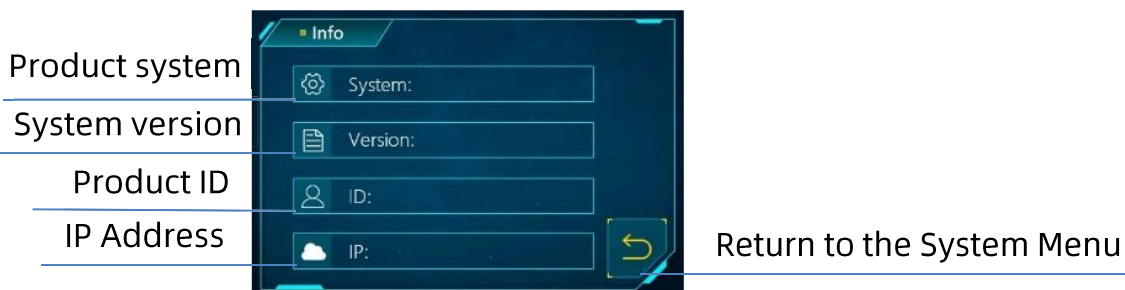 Info
Product system
System:
System version
Version:
Product ID
ID:
IP Address
IP:
Return to the System Menu